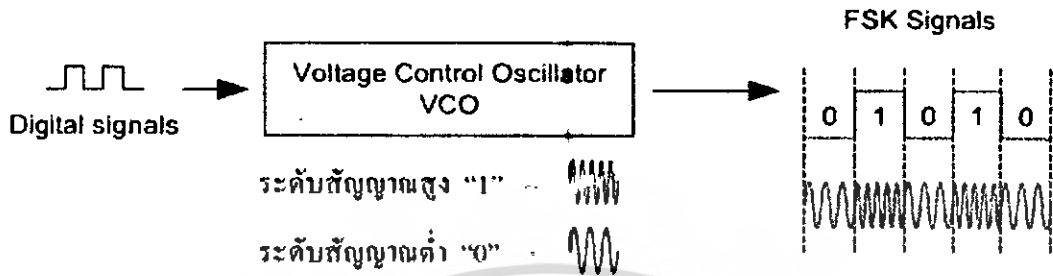 FSK Signals
Voltage Control Oscillator
VCO
Digital signals
0 1 0 1 0
ระดับสัญญาณสูง "1"
ระดับสัญญาณต่ำ "0"